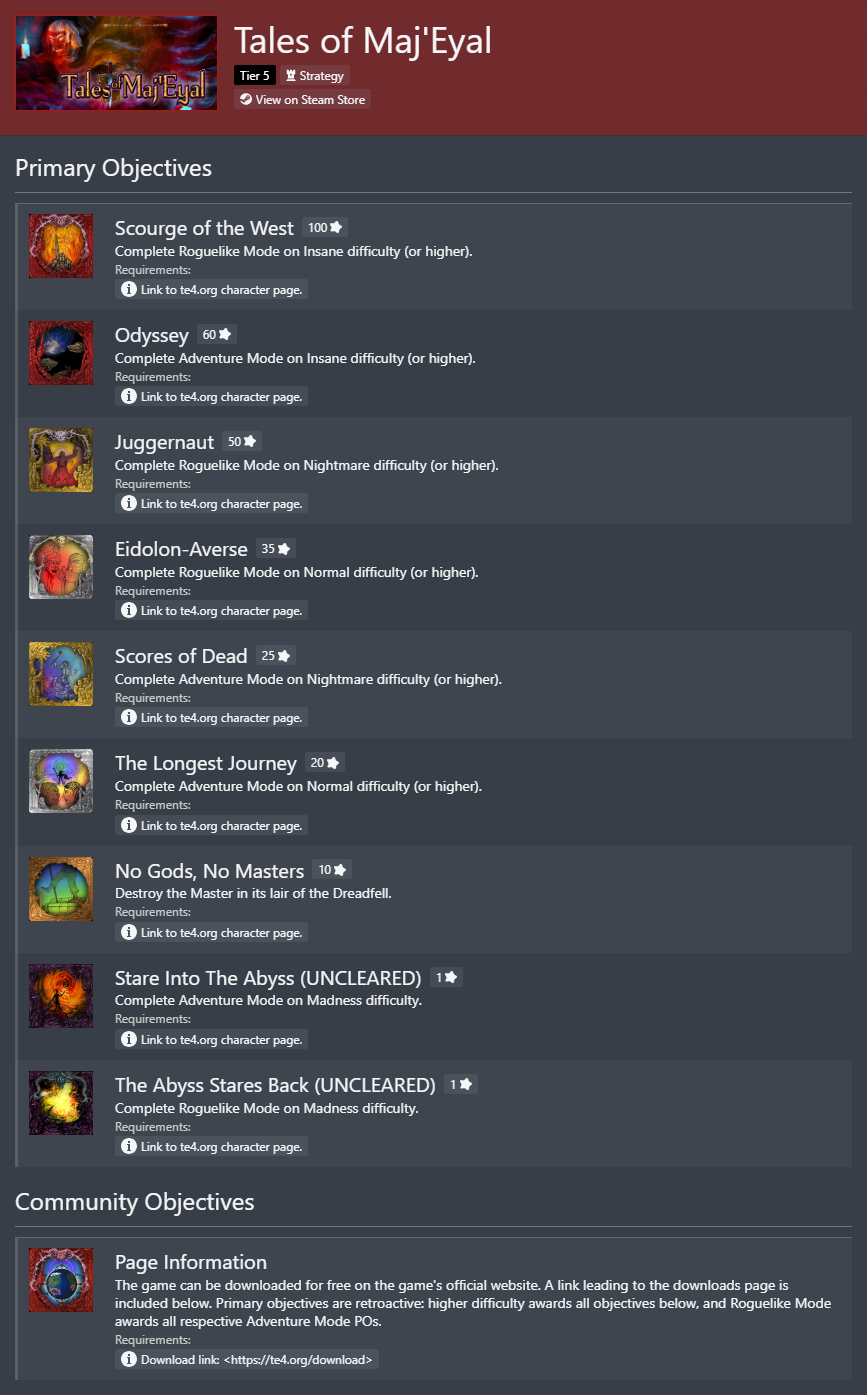 Tales of Maj'Eyal
Tales of Maj'Eyal
Tier 5 Strategy
View on Steam Store
Primary Objectives
Scourge of the West 100
Complete Roguelike Mode on Insane difficulty (or higher).
Requirements:
Link to te4.org character page.
Odyssey 60
Complete Adventure Mode on Insane difficulty (or higher).
Requirements:
Link to te4.org character page.
Juggernaut 50
Complete Roguelike Mode on Nightmare difficulty (or higher).
Requirements:
Link to te4.org character page.
Eidolon-Averse 35
Complete Roguelike Mode on Normal difficulty (or higher).
Requirements:
Link to te4.org character page.
Scores of Dead 25
Complete Adventure Mode on Nightmare difficulty (or higher).
Requirements:
Link to te4.org character page.
The Longest Journey 20
Complete Adventure Mode on Normal difficulty (or higher).
Requirements:
Link to te4.org character page.
No Gods, No Masters 10
Destroy the Master in its lair of the Dreadfell.
Requirements:
Link to te4.org character page.
Stare Into The Abyss (UNCLEARED) 1
Complete Adventure Mode on Madness difficulty.
Requirements:
Link to te4.org character page.
The Abyss Stares Back (UNCLEARED) 1
Complete Roguelike Mode on Madness difficulty.
Requirements:
Link to te4.org character page.
Community Objectives
Page Information
The game can be downloaded for free on the game's official website. A link leading to the downloads page is
included below. Primary objectives are retroactive: higher difficulty awards all objectives below, and Roguelike Mode
awards all respective Adventure Mode POs.
Requirements:
Download link: <https://te4.org/download>